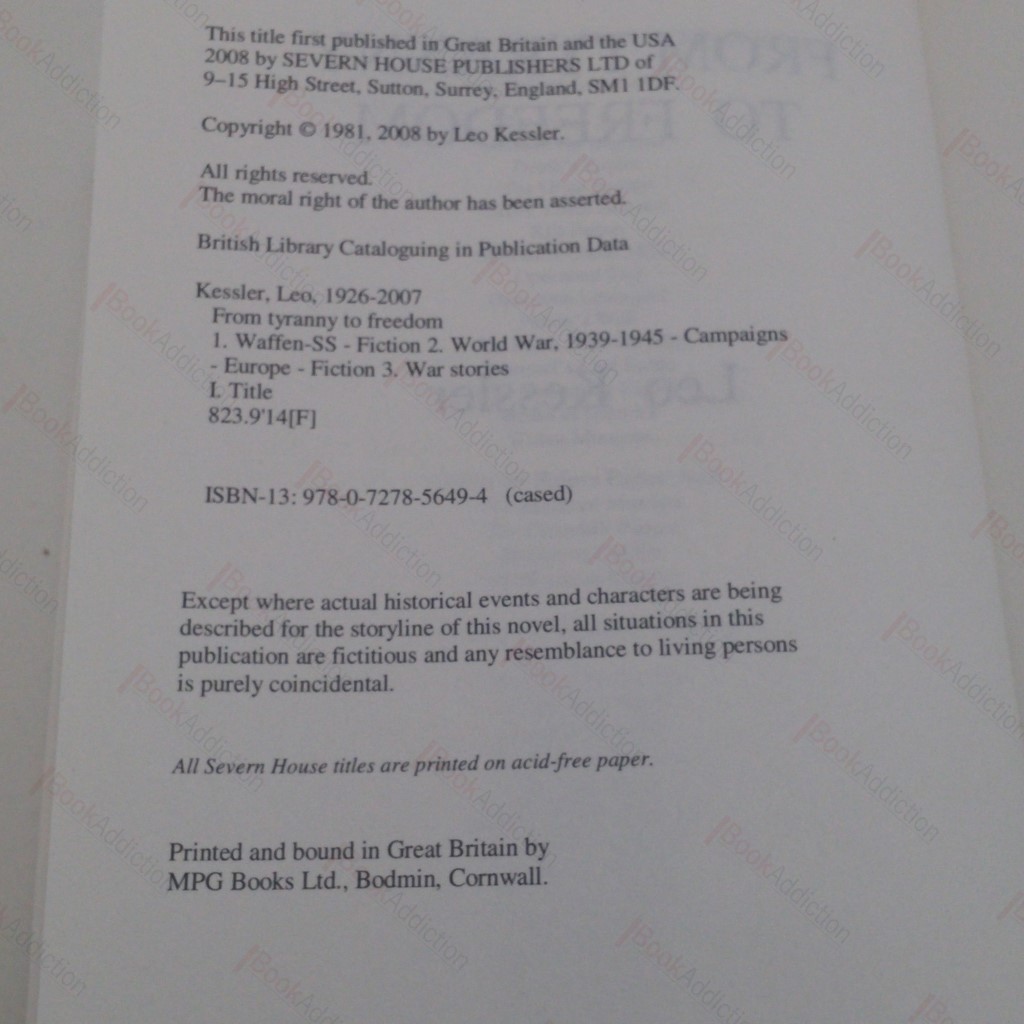 This title first published in Great Britain and the USA
2008 by SEVERN HOUSE PUBLISHERS LTD of
9–15 High Street, Sutton, Surrey, England, SM1 1DF.
Copyright © 1981, 2008 by Leo Kessler.
All rights reserved.
The moral right of the author has been asserted.
British Library Cataloguing in Publication Data
Kessler, Leo, 1926-2007
From tyranny to freedom
1. Waffen-SS - Fiction 2. World War, 1939-1945 - Campaigns
- Europe - Fiction 3. War stories
I. Title
823.9'14[F]
ISBN-13: 978-0-7278-5649-4 (cased)
Except where actual historical events and characters are being
described for the storyline of this novel, all situations in this
publication are fictitious and any resemblance to living persons
is purely coincidental.
All Severn House titles are printed on acid-free paper.
Printed and bound in Great Britain by
MPG Books Ltd., Bodmin, Cornwall.